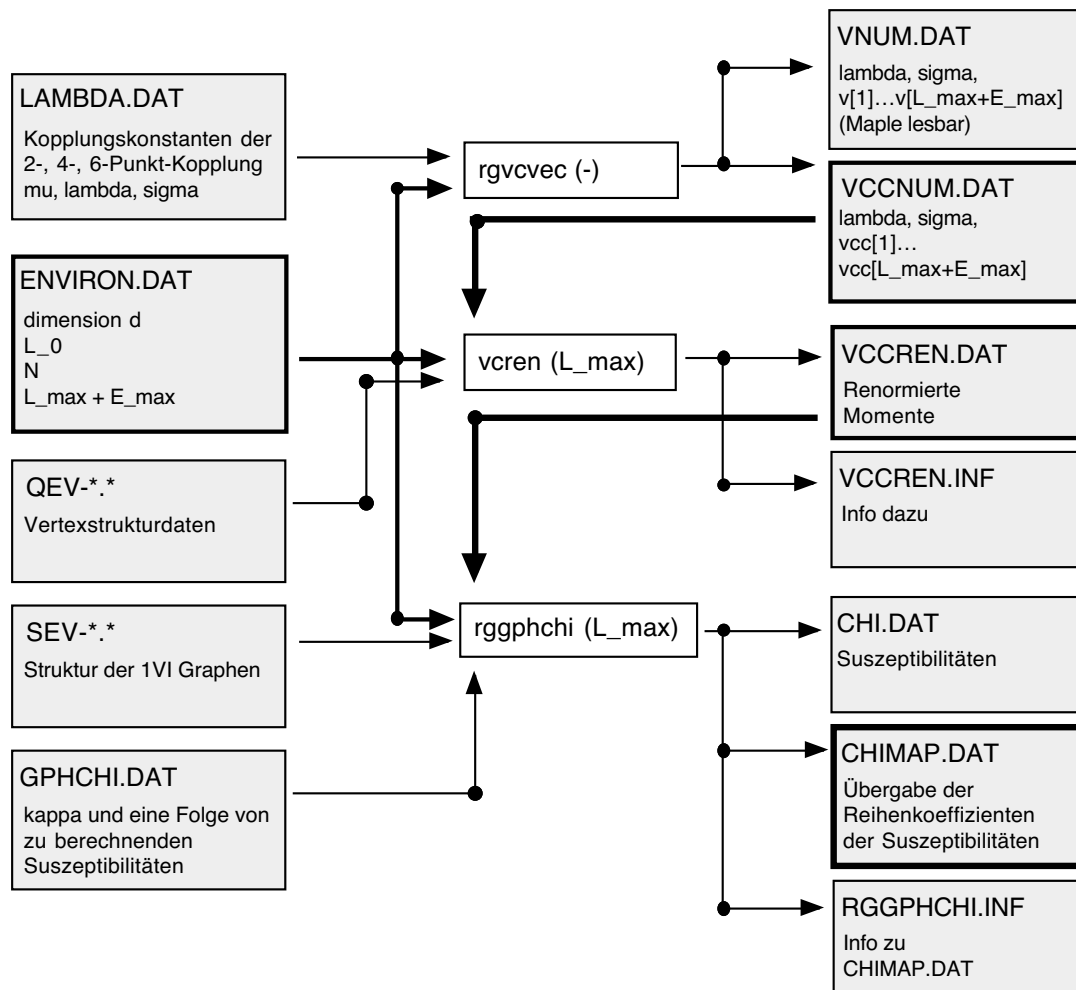 LAMBDA.DAT
Kopplungskonstanten der
2-, 4-, 6-Punkt-Kopplung
mu, lambda, sigma
ENVIRON.DAT
dimension d
L_0
N
L_max + E_max
QEV-*.*
Vertexstrukturdaten
SEV-*.*
Struktur der 1VI Graphen
GPHCHI.DAT
kappa und eine Folge von
zu berechnenden
Suszeptibilitäten
rgvcvec (-)
vcren (L_max)
rggphchi (L_max)
VNUM.DAT
lambda, sigma,
v[1]...v[L_max+E_max]
(Maple lesbar)
VCCNUM.DAT
lambda, sigma,
vcc[1]...
vcc[L_max+E_max]
VCCREN.DAT
Renormierte
Momente
VCCREN.INF
Info dazu
CHI.DAT
Suszeptibilitäten
CHIMAP.DAT
Übergabe der
Reihenkoeffizienten
der Suszeptibilitäten
RGGPHCHI.INF
Info zu
CHIMAP.DAT